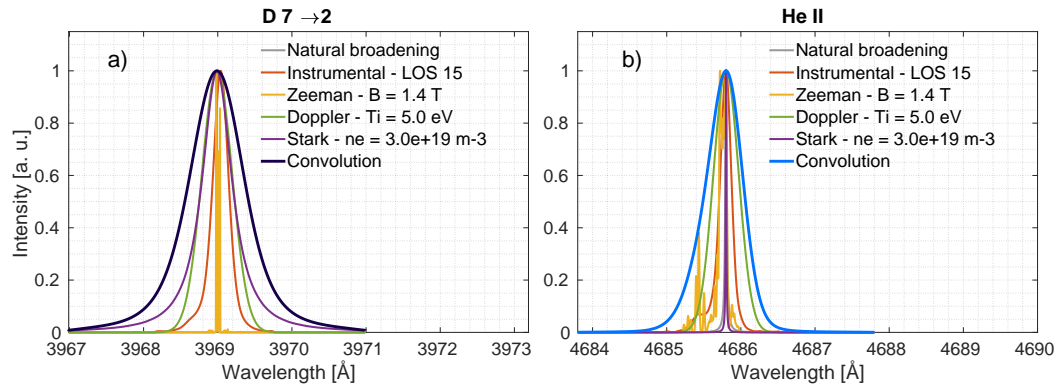 D 7 →2
a)
Natural broadening
Instrumental - LOS 15
Zeeman - B = 1.4 T
Doppler - Ti = 5.0 eV
Stark - ne = 3.0e+19 m-3
Convolution
Intensity [a. u.]
1
0.8
0.6
0.4
0.2
0
3967 3968 3969 3970 3971 3972 3973
Wavelength [Å]
He II
b)
Natural broadening
Instrumental - LOS 15
Zeeman - B = 1.4 T
Doppler - Ti = 5.0 eV
Stark - ne = 3.0e+19 m-3
Convolution
1
0.8
0.6
0.4
0.2
0
4684 4685 4686 4687 4688 4689 4690
Wavelength [Å]